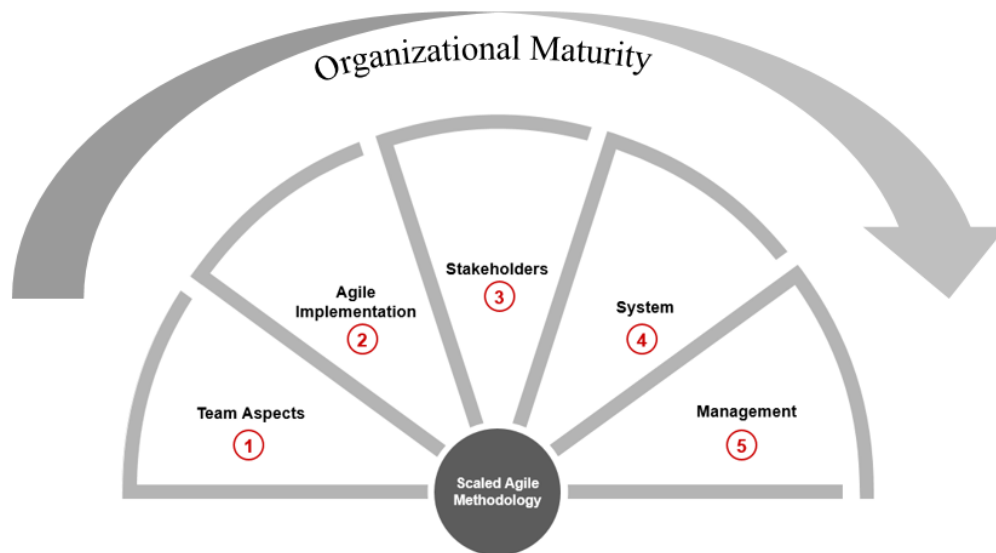 Organizational Maturity
Stakeholders
3
Agile
Implementation
2
System
4
Team Aspects
1
Management
5
Scaled Agile
Methodology